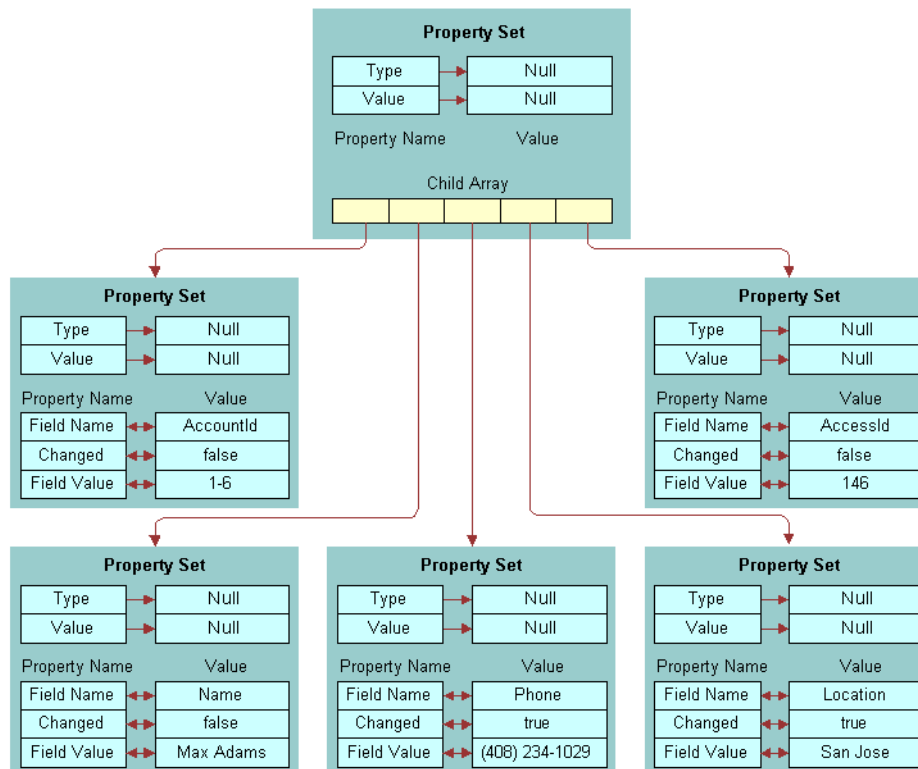 Property Set
Type Null
Value Null
Property Name Value
Child Array
Property Set
Type Null
Value Null
Property Name Value
Field Name AccountId
Changed false
Field Value 1-6
Property Set
Type Null
Value Null
Property Name Value
Field Name AccessId
Changed false
Field Value 146
Property Set
Type Null
Value Null
Property Name Value
Field Name Name
Changed false
Field Value Max Adams
Property Set
Type Null
Value Null
Property Name Value
Field Name Phone
Changed true
Field Value (408) 234-1029
Property Set
Type Null
Value Null
Property Name Value
Field Name Location
Changed true
Field Value San Jose